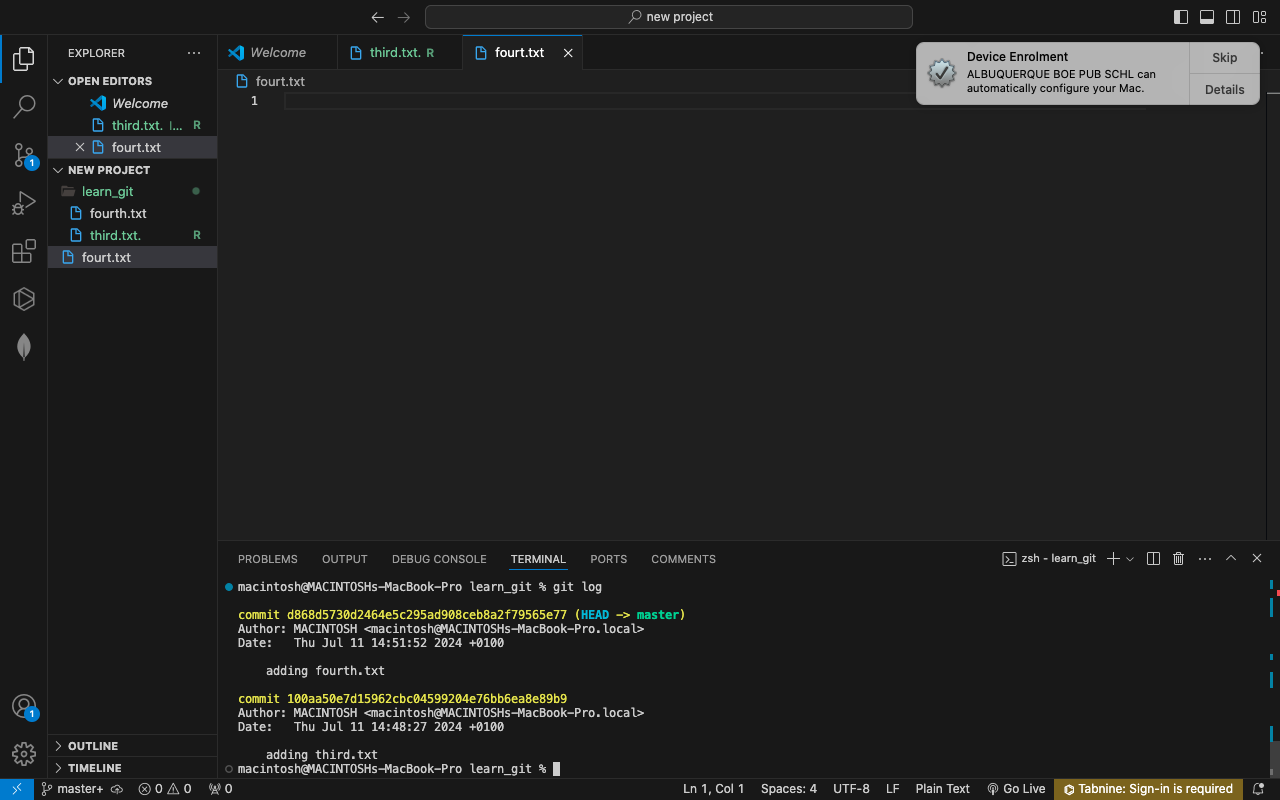 new project
EXPLORER
OPEN EDITORS
Welcome
third.txt. l... R
fourt.txt
NEW PROJECT
learn_git
fourth.txt
third.txt. R
fourt.txt
OUTLINE
TIMELINE
1
1
Welcome
third.txt. R
fourt.txt
fourt.txt
1
Device Enrolment
ALBUQUERQUE BOE PUB SCHL can
automatically configure your Mac.
Skip
Details
PROBLEMS OUTPUT DEBUG CONSOLE TERMINAL PORTS COMMENTS
zsh - learn_git
macintosh@MACINTOSHs-MacBook-Pro learn_git % git log
commit d868d5730d2464e5c295ad908ceb8a2f79565e77 (HEAD -> master)
Author: MACINTOSH <macintosh@MACINTOSHs-MacBook-Pro.local>
Date:   Thu Jul 11 14:51:52 2024 +0100
adding fourth.txt
commit 100aa50e7d15962cbc04599204e76bb6ea8e89b9
Author: MACINTOSH <macintosh@MACINTOSHs-MacBook-Pro.local>
Date:   Thu Jul 11 14:48:27 2024 +0100
adding third.txt
macintosh@MACINTOSHs-MacBook-Pro learn_git %
master+ 0 0 0 Ln 1, Col 1 Spaces: 4 UTF-8 LF Plain Text Go Live Tabnine: Sign-in is required